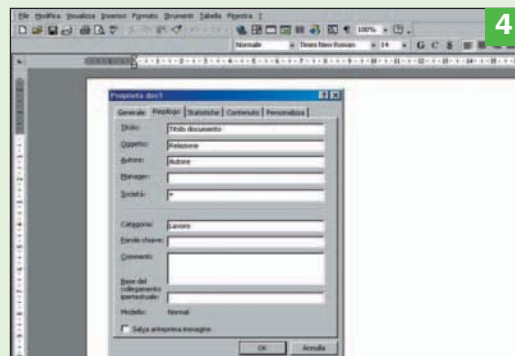 4
File Modifica Visualizza Inserisci Formato Strumenti Tabella Finestra ?
100%
Normale Times New Roman 14 G C S
Proprietà doc1
Generale Riepilogo Statistiche Contenuto Personalizza
Titolo: Titolo documento
Oggetto: Relazione
Autore: Autore
Manager:
Società: =
Categoria: Lavoro
Parole chiave:
Commenti:
Base del
collegamento
ipertestuale:
Modello: Normal
Salva anteprima immagine
OK Annulla